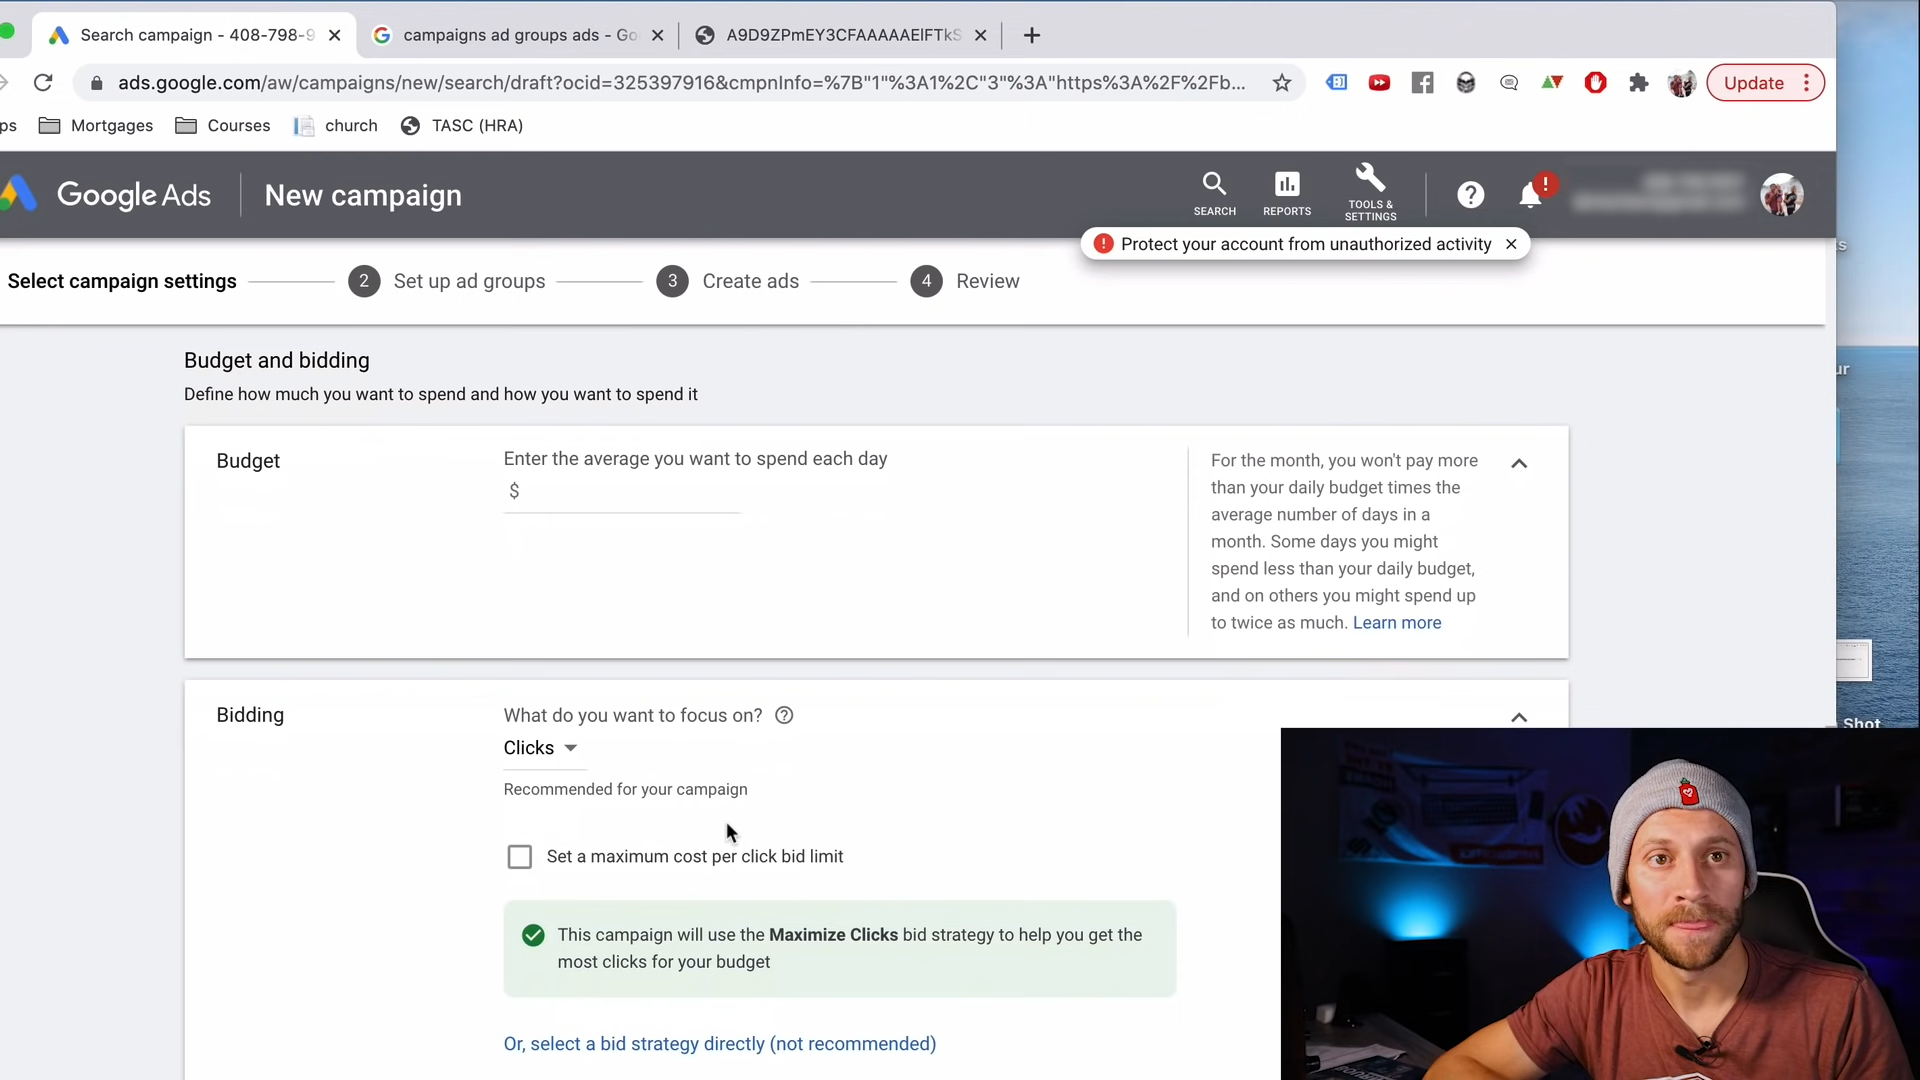 Search campaign - 408-798-9
campaigns ad groups ads - Go
A9D9ZPmEY3CFAAAAAElFTkS
ads.google.com/aw/campaigns/new/search/draft?ocid=325397916&cmpnInfo=%7B"1"%3A1%2C"3"%3A"https%3A%2F%2Fb...
Update
ps
Mortgages
Courses
church
TASC (HRA)
Google Ads
New campaign
SEARCH
REPORTS
TOOLS &
SETTINGS
Protect your account from unauthorized activity
Select campaign settings
2
Set up ad groups
3
Create ads
4
Review
Budget and bidding
Define how much you want to spend and how you want to spend it
Budget
Enter the average you want to spend each day
$
For the month, you won't pay more
than your daily budget times the
average number of days in a
month. Some days you might
spend less than your daily budget,
and on others you might spend up
to twice as much. Learn more
Bidding
What do you want to focus on?
Clicks
Recommended for your campaign
Set a maximum cost per click bid limit
This campaign will use the Maximize Clicks bid strategy to help you get the
most clicks for your budget
Or, select a bid strategy directly (not recommended)
Shot